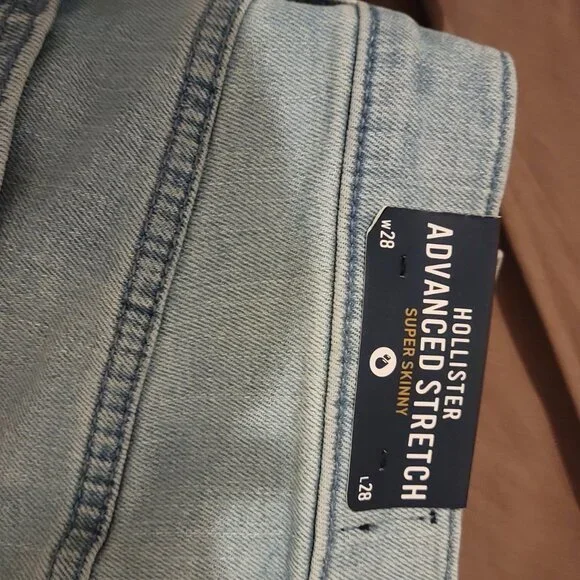 HOLLISTER
ADVANCED STRETCH
SUPER SKINNY
W28
L28